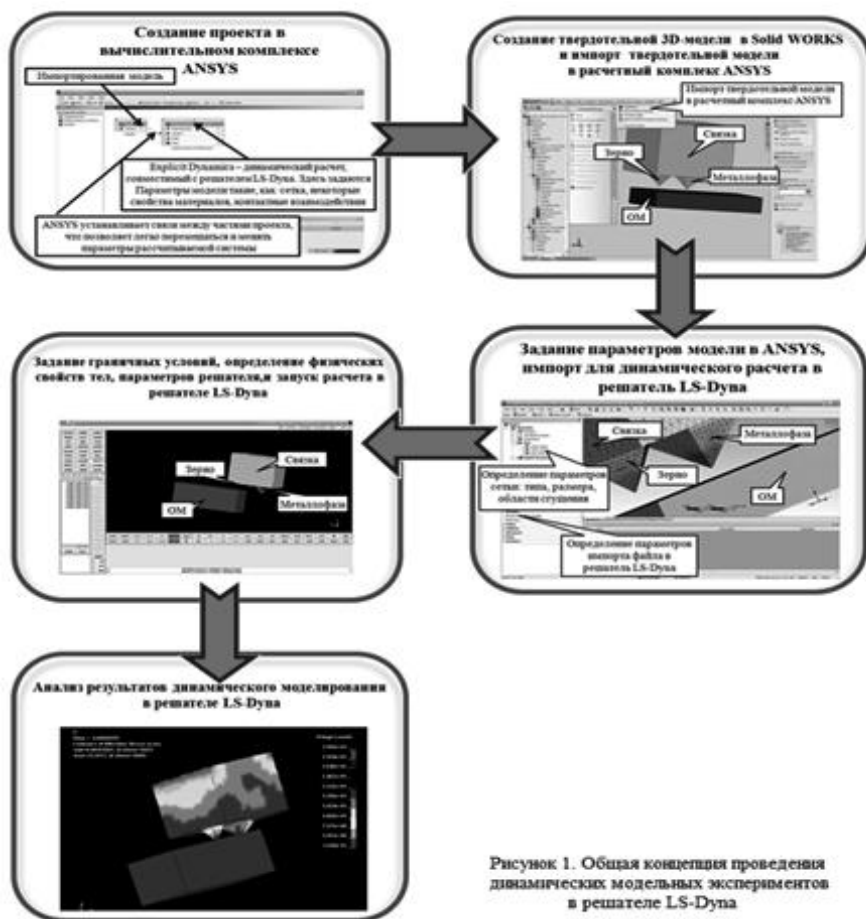 Создание проекта в
вычислительном комплексе
ANSYS
Импортированная модель
Explicit Dynamics – динамический расчет,
совместимый с решателем LS-Dyna. Здесь задаются
Параметры модели такие, как: сетка, некоторые
свойства материалов, контактные взаимодействия
ANSYS устанавливает связи между частями проекта,
что позволяет легко перемещаться и менять
параметры рассчитываемой системы
Создание твердотельной 3D-модели в Solid WORKS
и импорт твердотельной модели
в расчетный комплекс ANSYS
Импорт твердотельной модели
в расчетный комплекс ANSYS
Связка
Зерно
Металлофаза
ОМ
Задание параметров модели в ANSYS,
импорт для динамического расчета в
решатель LS-Dyna
Связка
Металлофаза
Зерно
Определение параметров
сетки: типа, размера,
области сгущения
ОМ
Определение параметров
импорта файла в
решатель LS-Dyna
Задание граничных условий, определение физических
свойств тел, параметров решателя,и запуск расчета в
решателе LS-Dyna
Связка
Зерно
Металлофаза
ОМ
Анализ результатов динамического моделирования
в решателе LS-Dyna
Рисунок 1. Общая концепция проведения
динамических модельных экспериментов
в решателе LS-Dyna